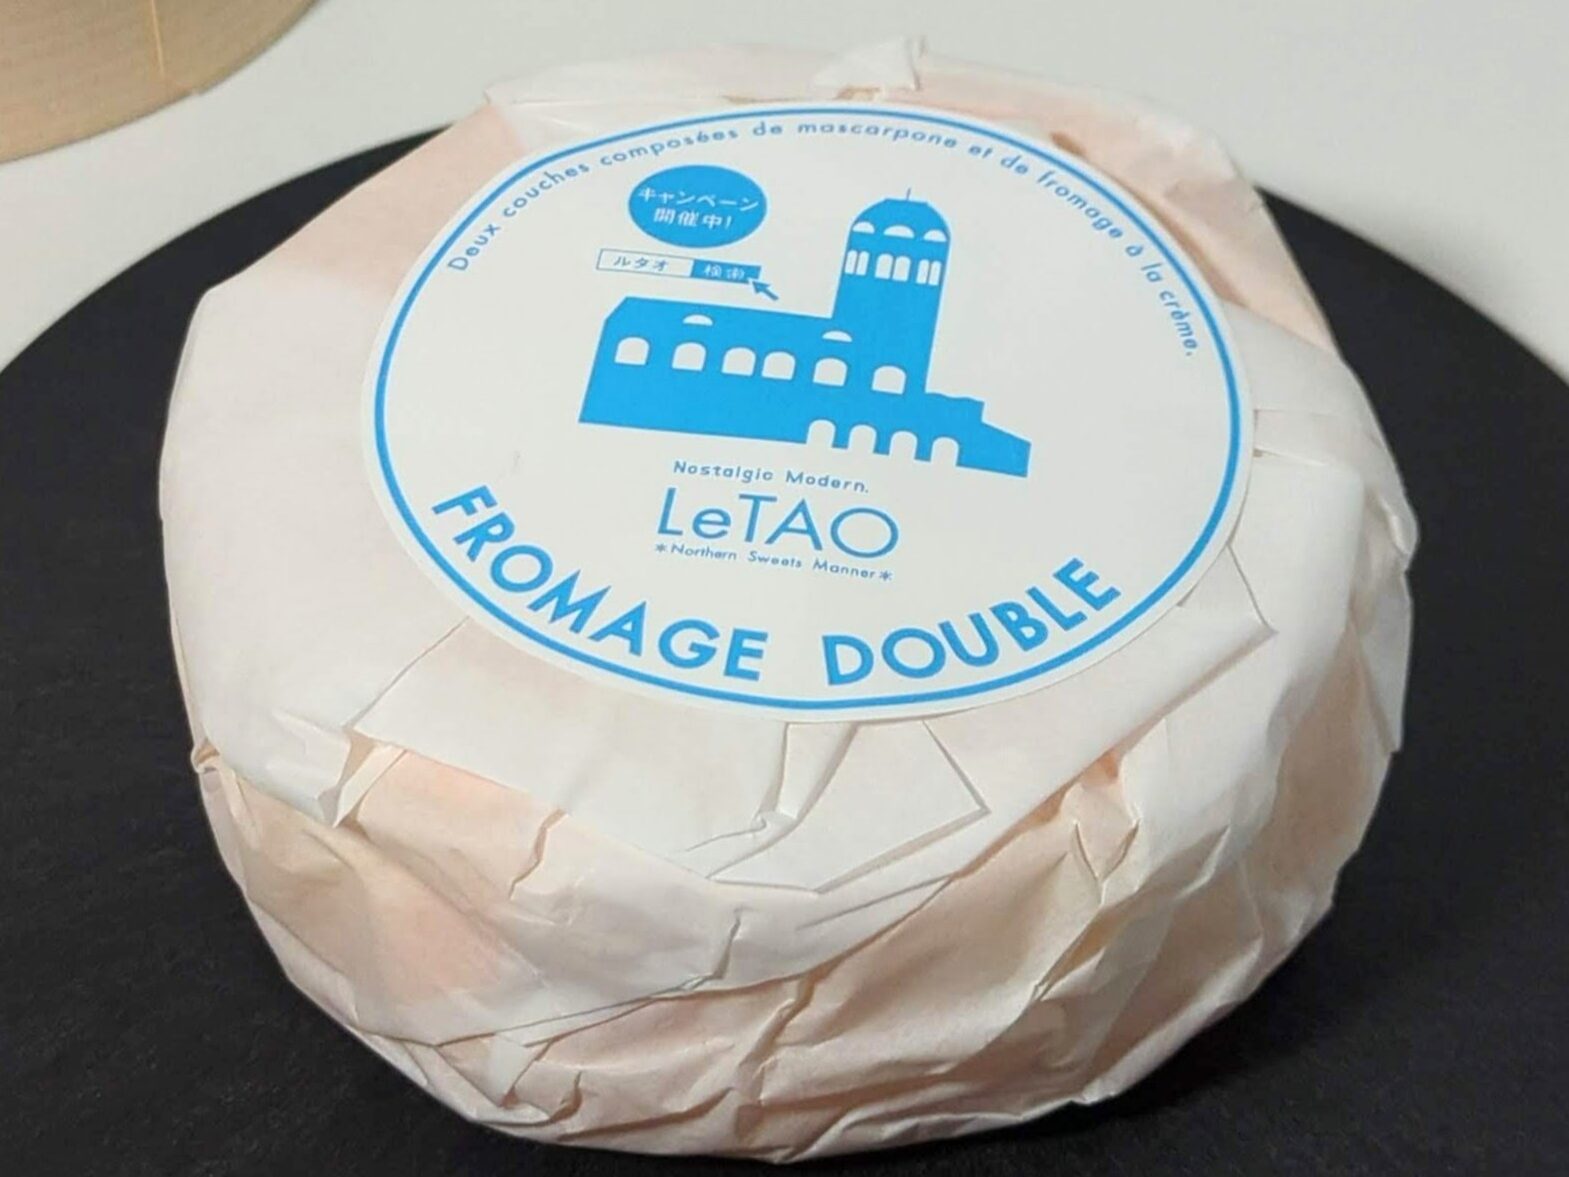 Deux couches composées de mascarpone et de fromage à la crème.
キャンペーン
開催中!
ルタオ 検索
Nostalgic Modern.
LeTAO
*Northern Sweets Manner*
FROMAGE DOUBLE